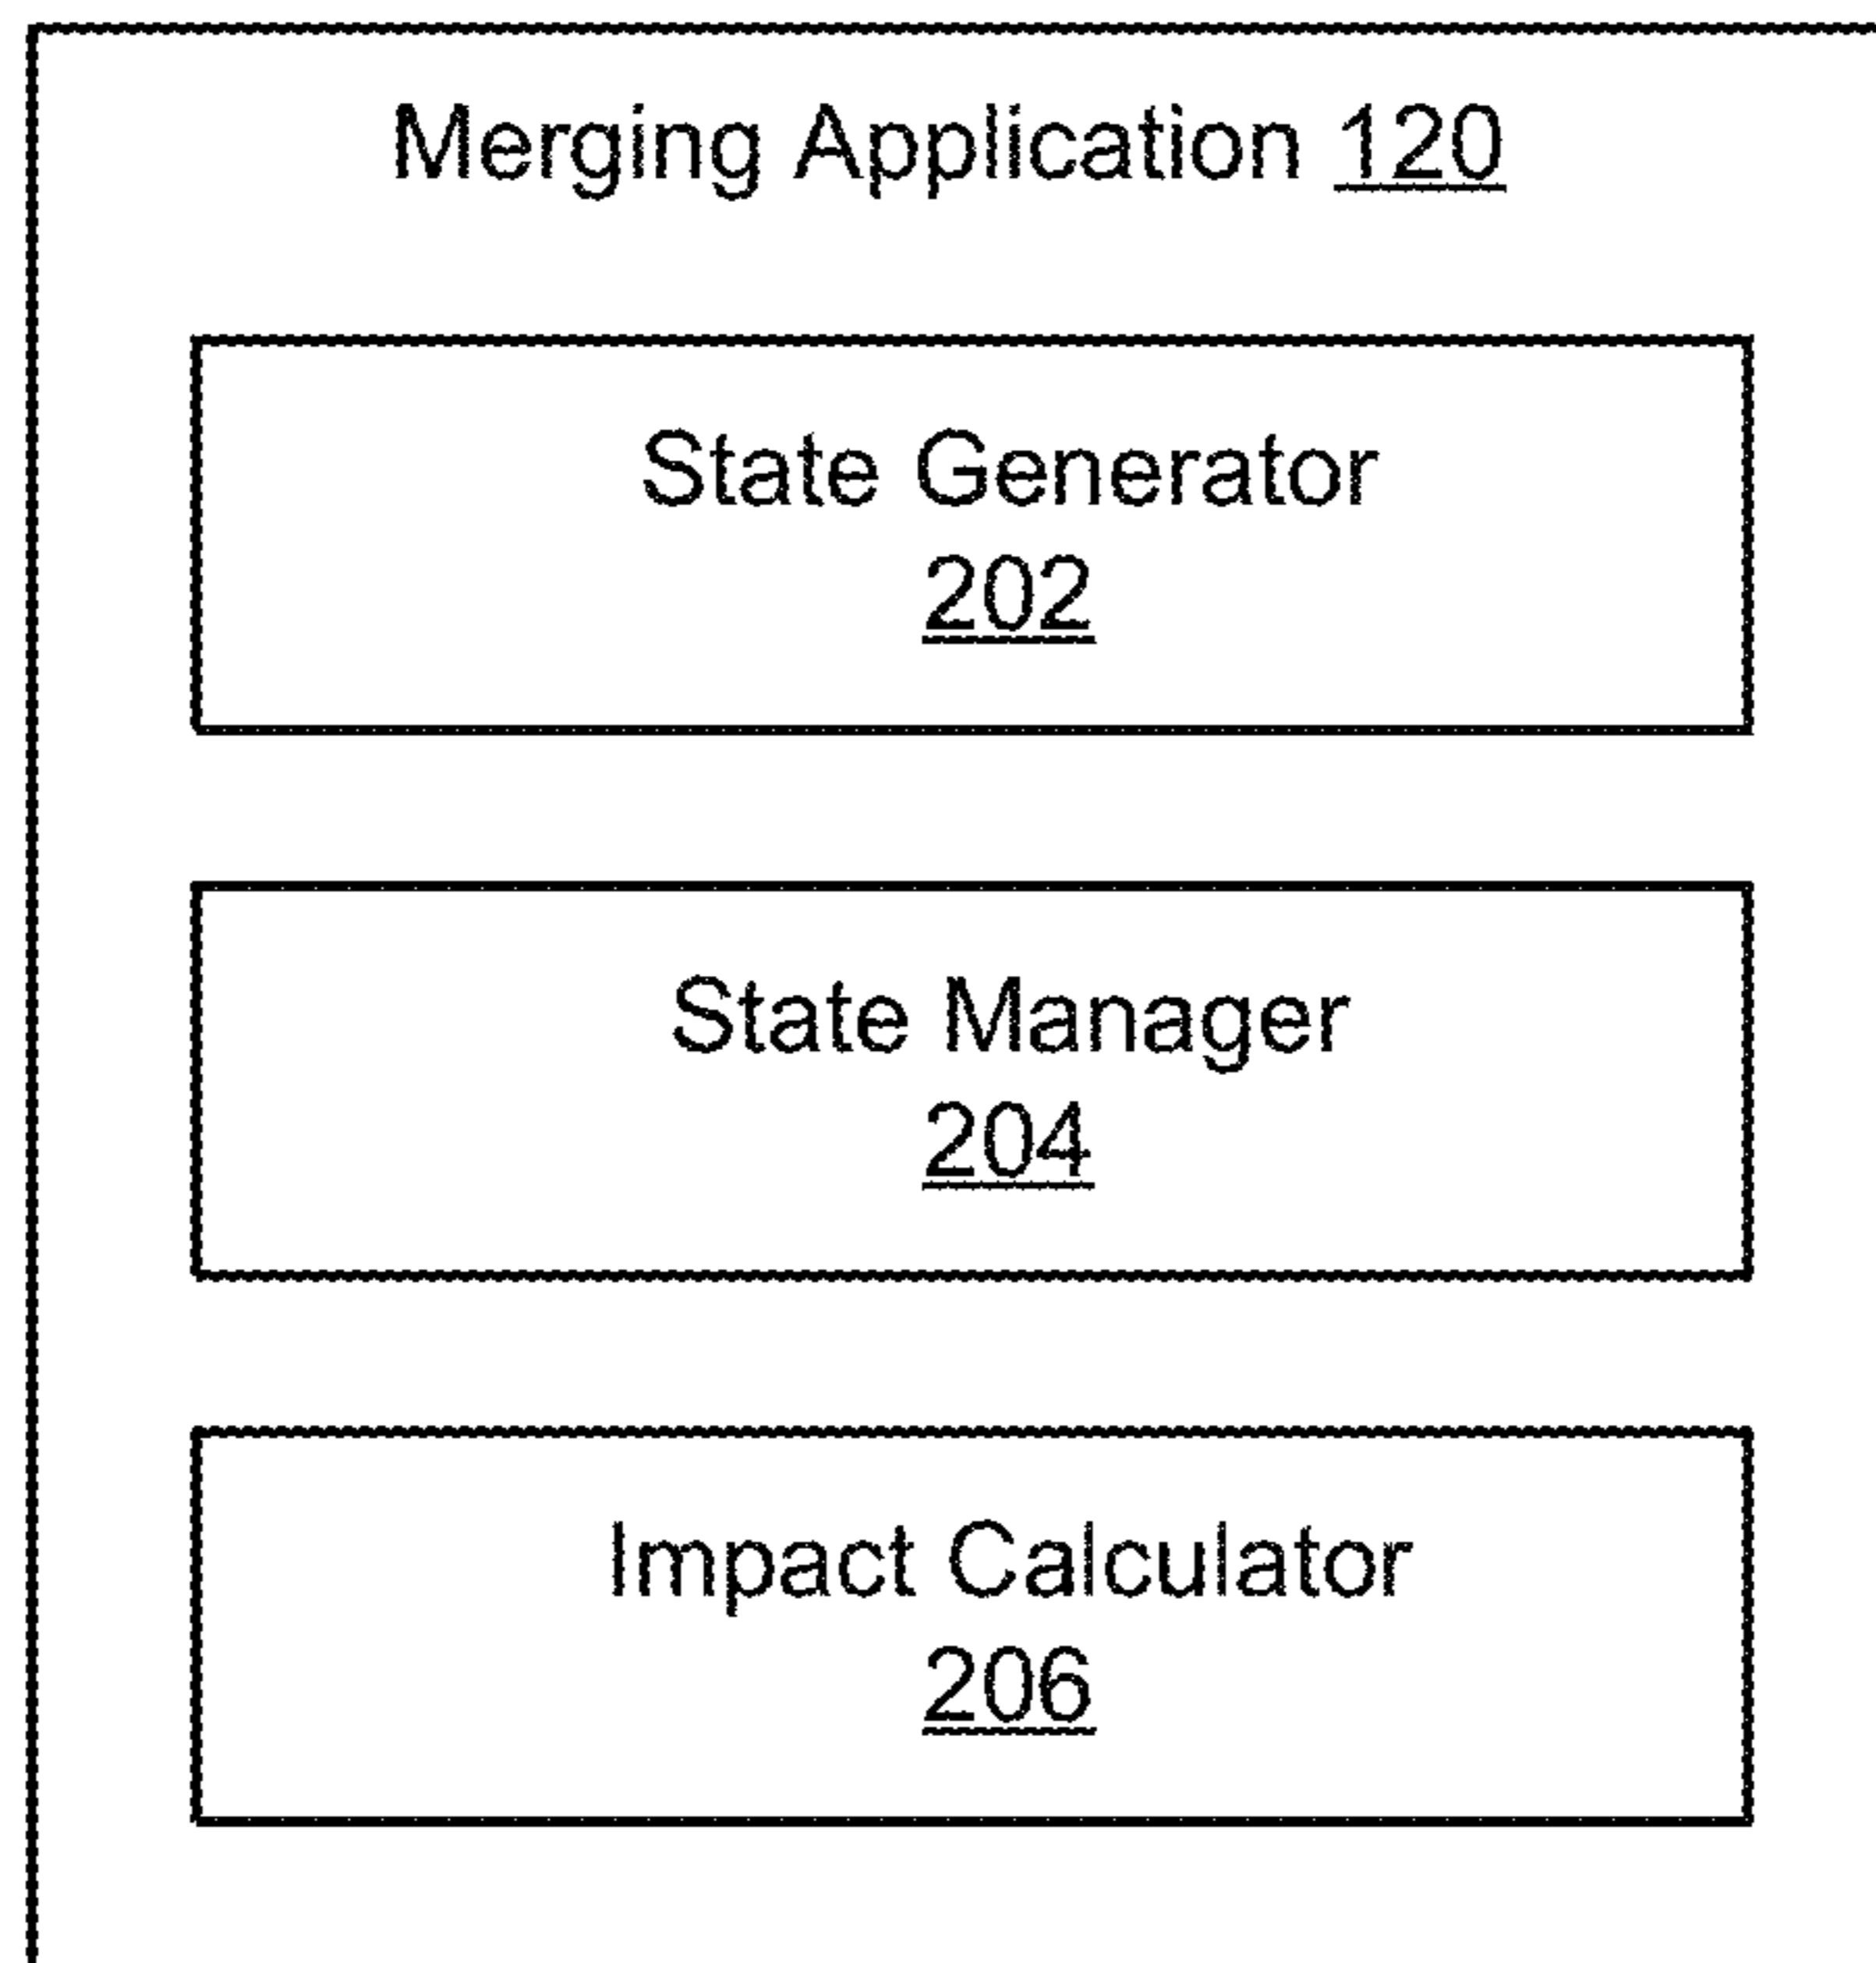 Merging Application 120
State Generator
202
State Manager
204
Impact Calculator
206